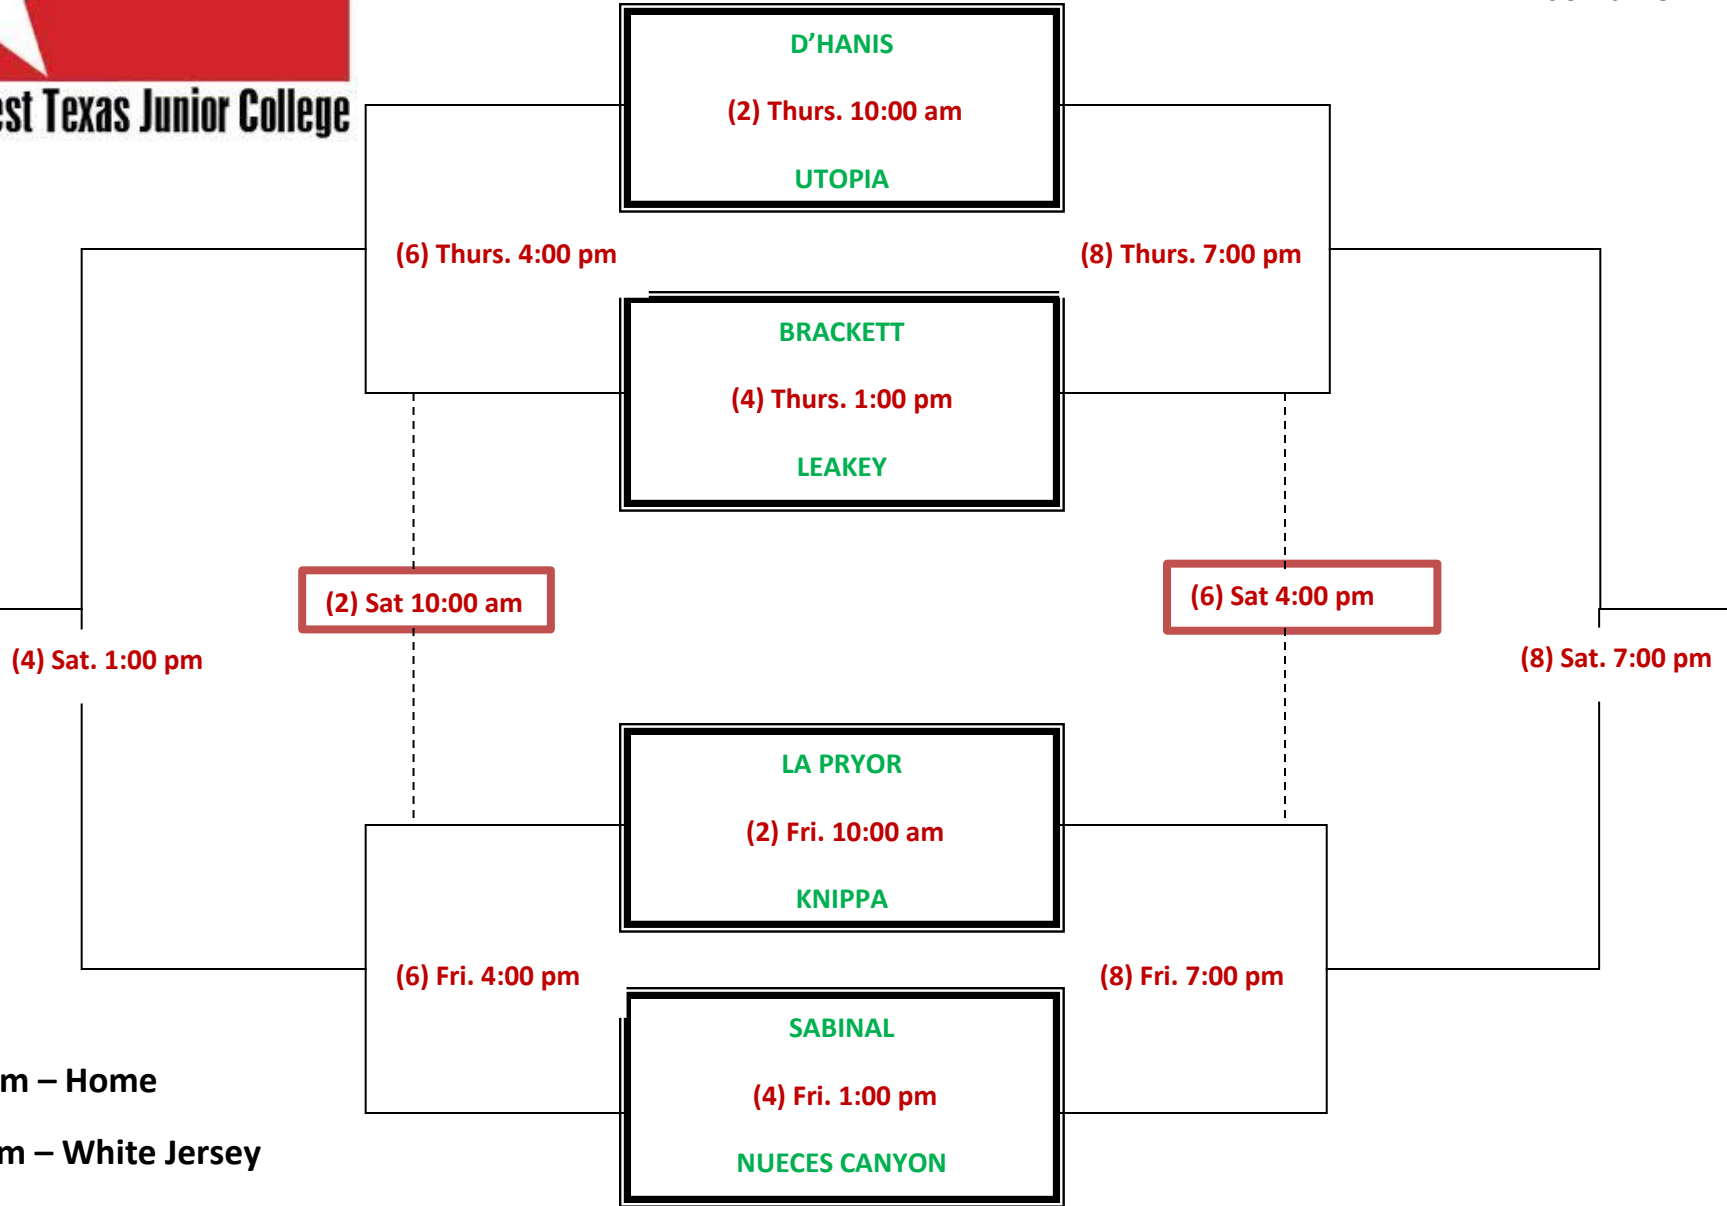 D’HANIS
(2) Thurs. 10:00 am
UTOPIA
Texas Junior College
(6) Thurs. 4:00 pm
(8) Thurs. 7:00 pm
BRACKETT
(4) Thurs. 1:00 pm
LEAKEY
(2) Sat 10:00 am
(6) Sat 4:00 pm
(4) Sat. 1:00 pm
(8) Sat. 7:00 pm
LA PRYOR
(2) Fri. 10:00 am
KNIPPA
(6) Fri. 4:00 pm
(8) Fri. 7:00 pm
SABINAL
(4) Fri. 1:00 pm
NUECES CANYON
– Home
– White Jersey